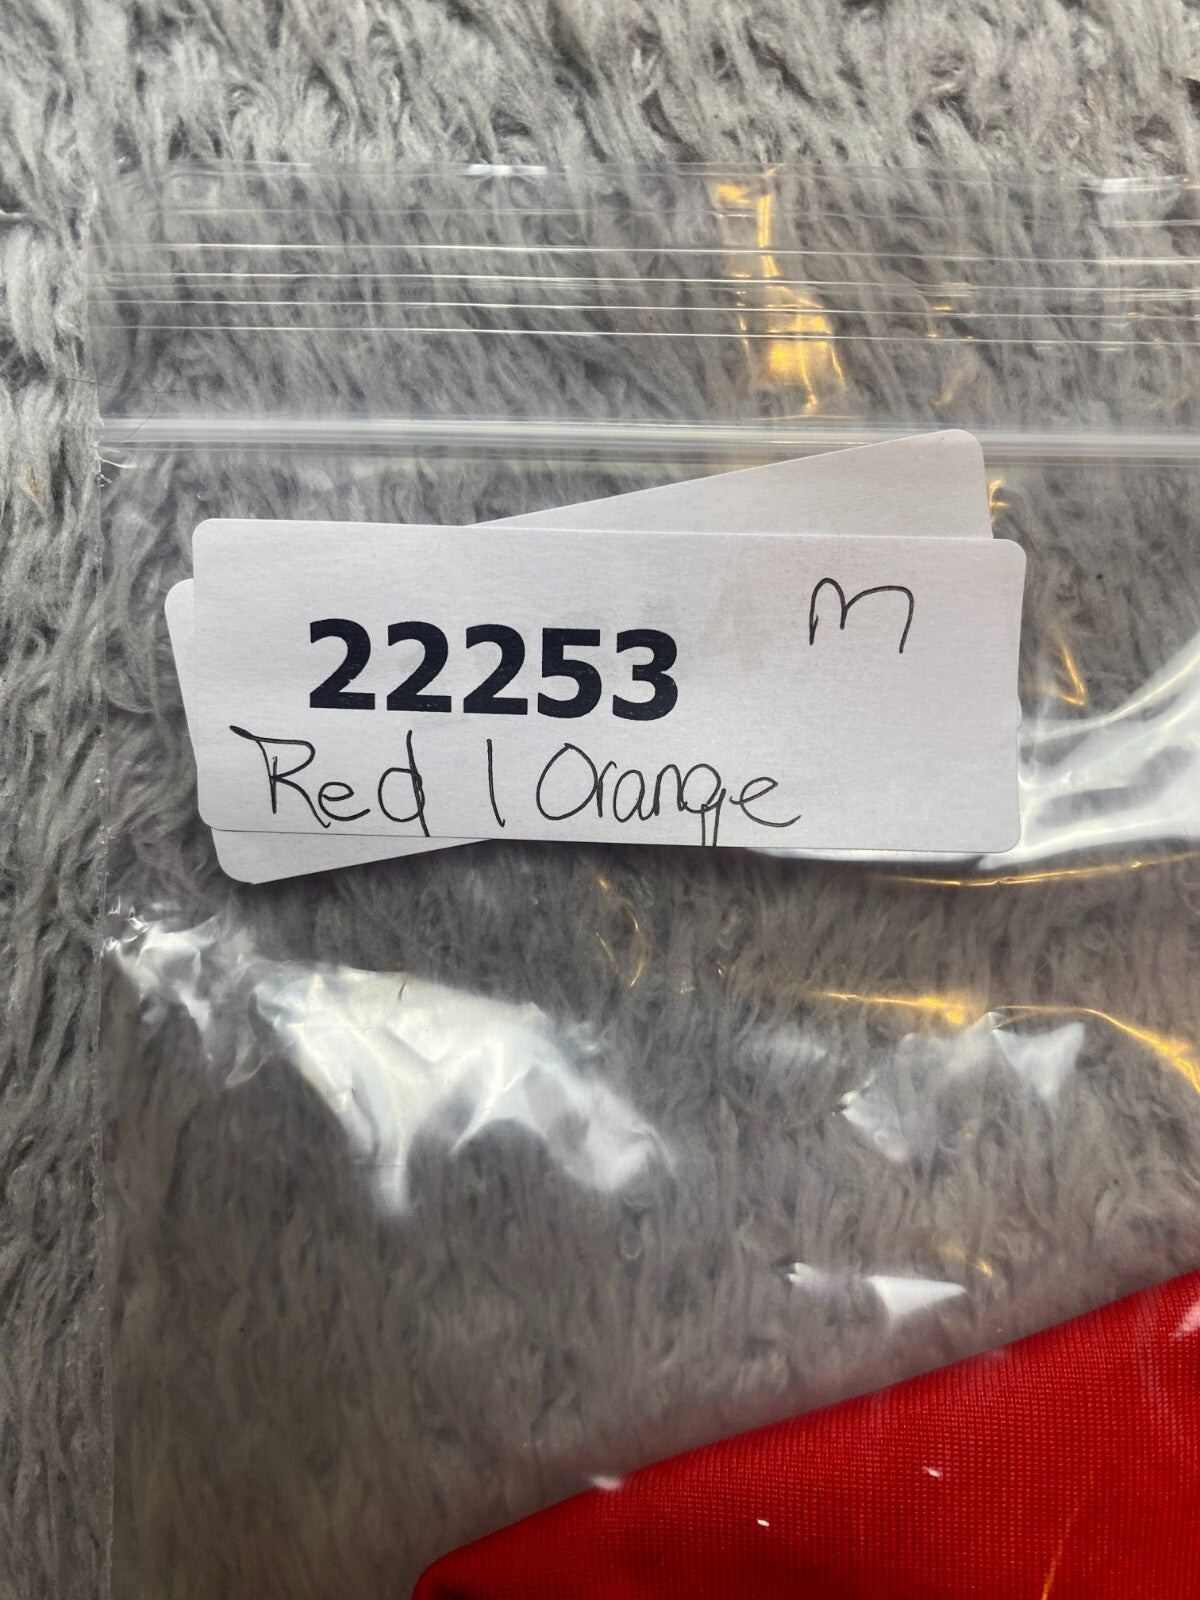 22253 m
Red | Orange